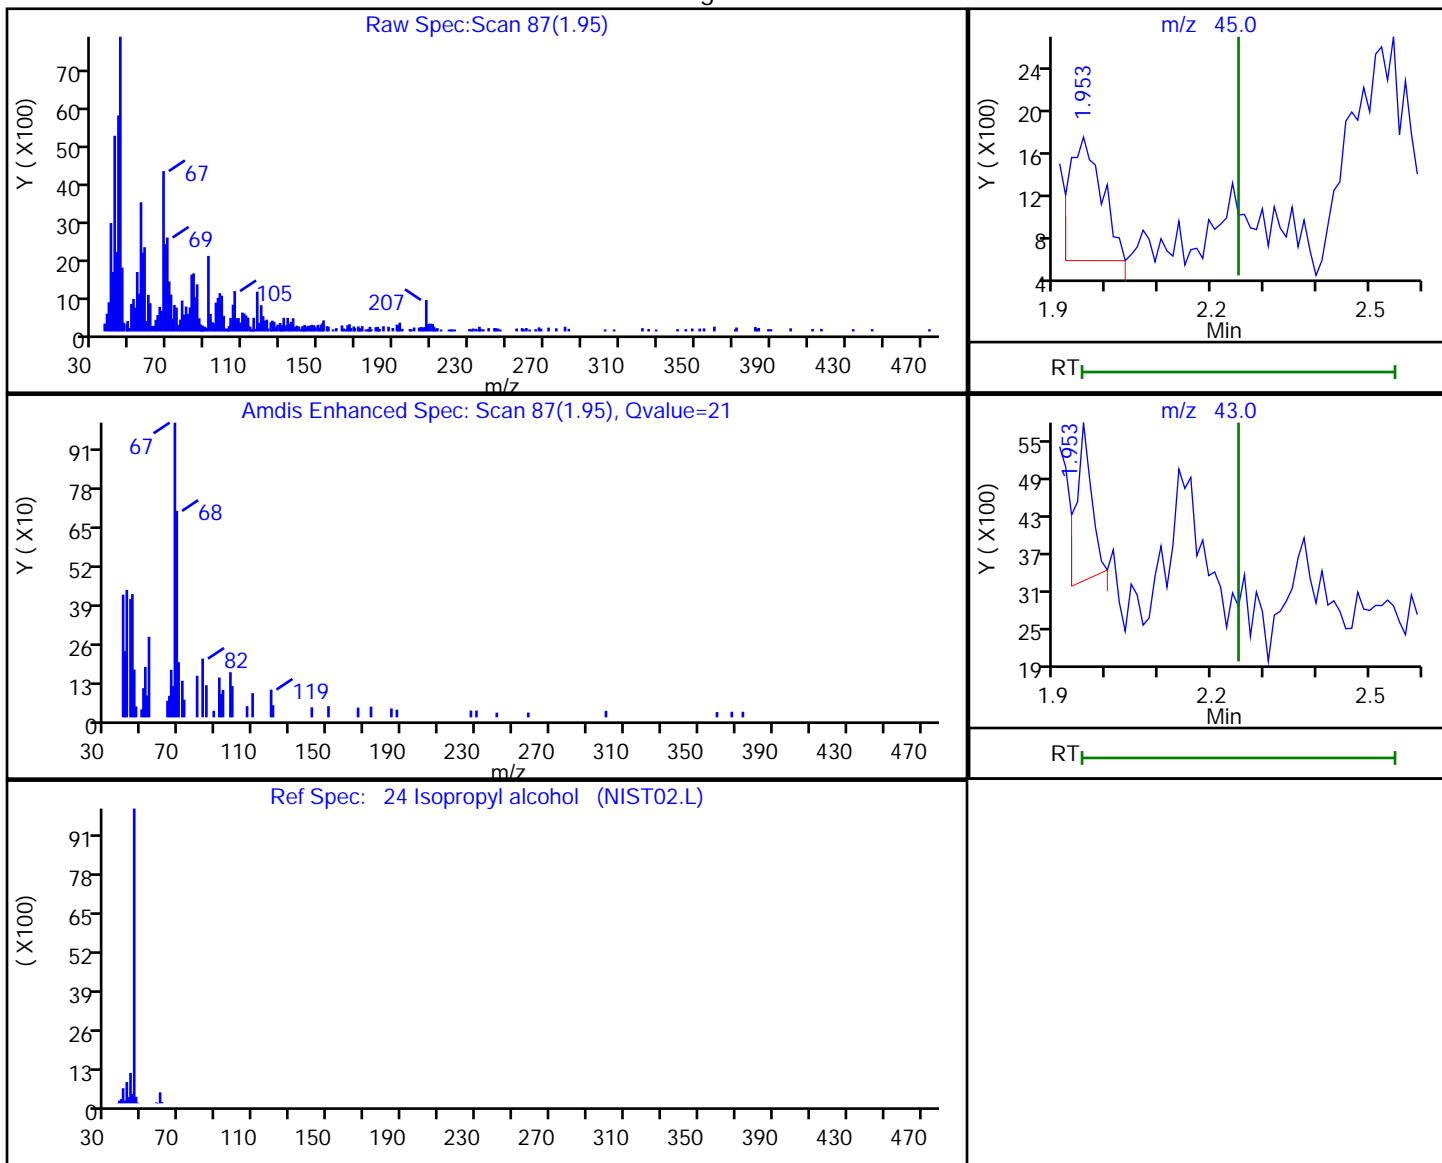 Raw Spec:Scan 87(1.95)
Y ( X100)
70
60
50
40
30
20
10
0
67
69
105
207
30 70 110 150 190 230 270 310 350 390 430 470
m/z
m/z 45.0
Y ( X100)
24
20
16
12
8
4
1.953
1.9 2.2 2.5
Min
RT
Amdis Enhanced Spec: Scan 87(1.95), Qvalue=21
Y ( X10)
91
78
65
52
39
26
13
0
67
68
82
119
30 70 110 150 190 230 270 310 350 390 430 470
m/z
m/z 43.0
Y ( X100)
55
49
43
37
31
25
19
1.953
1.9 2.2 2.5
Min
RT
Ref Spec: 24 Isopropyl alcohol (NIST02.L)
( X100)
91
78
65
52
39
26
13
0
30 70 110 150 190 230 270 310 350 390 430 470